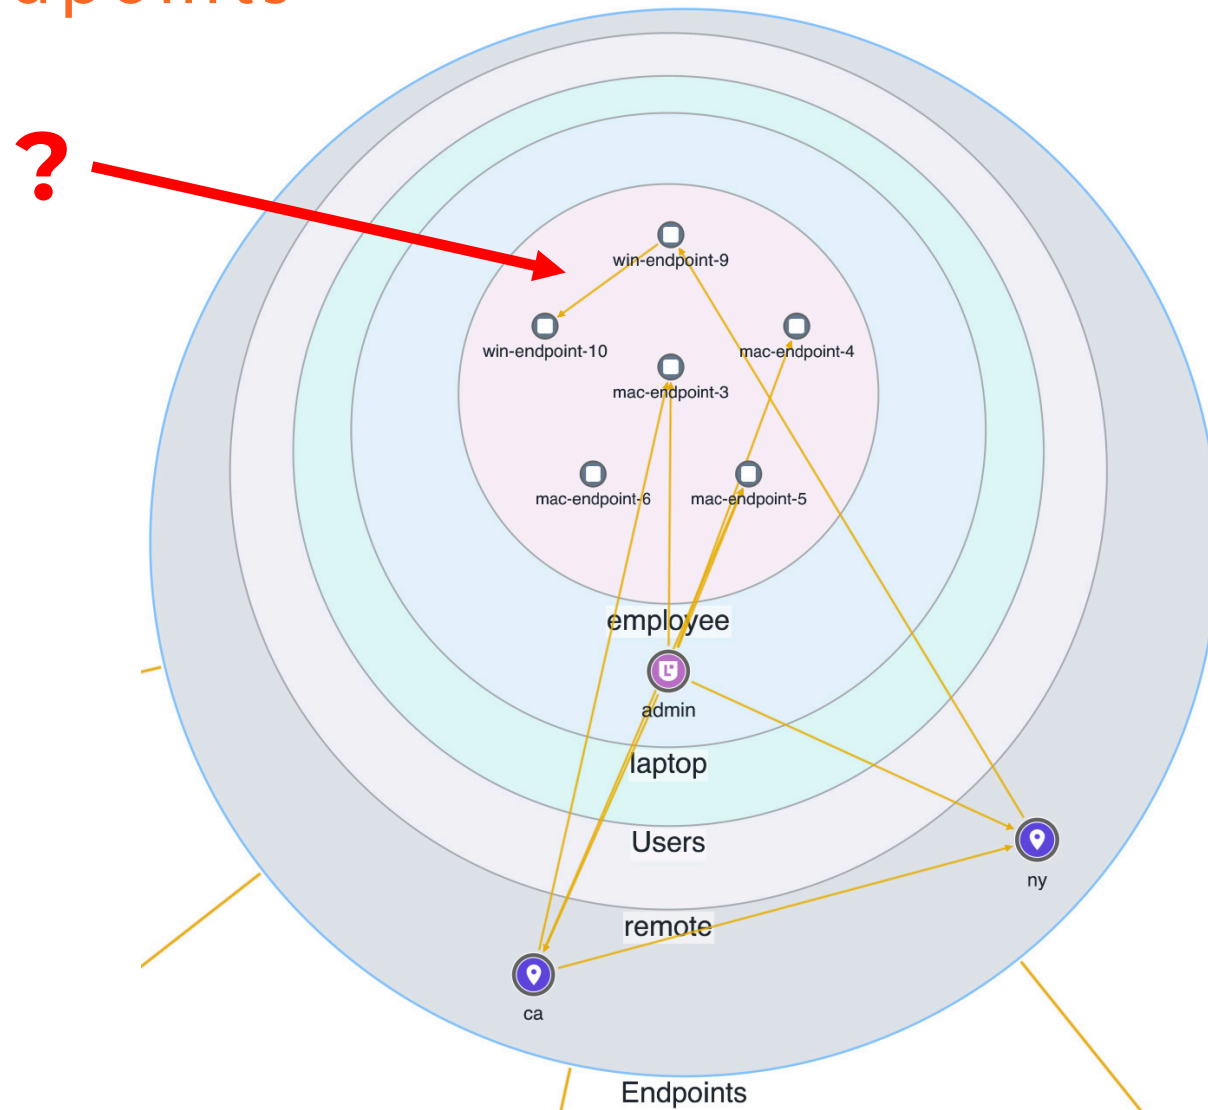 ?
win-endpoint-9
win-endpoint-10
mac-endpoint-4
mac-endpoint-3
mac-endpoint-6
mac-endpoint-5
employee
admin
laptop
Users
ny
remote
ca
Endpoints